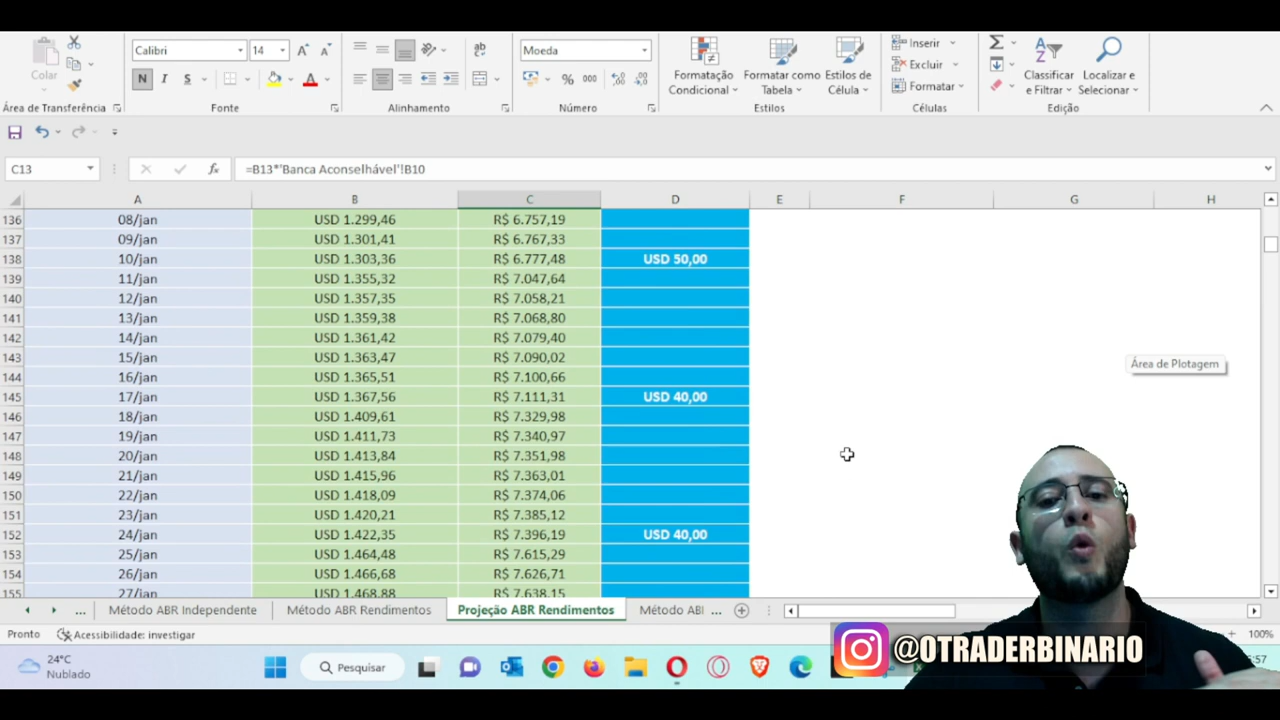 Calibri 14 Moeda
Inserir
Colar
Excluir
Formatação Condicional
Formatar como Tabela
Estilos de Célula
Formatar
Classificar e Filtrar
Localizar e Selecionar
N I S
% 000
Área de Transferência Fonte Alinhamento Número Estilos Células Edição
C13 fx =B13*'Banca Aconselhável'!B10
A B C D E F G H
136 08/jan USD 1.299,46 R$ 6.757,19
137 09/jan USD 1.301,41 R$ 6.767,33
138 10/jan USD 1.303,36 R$ 6.777,48 USD 50,00
139 11/jan USD 1.355,32 R$ 7.047,64
140 12/jan USD 1.357,35 R$ 7.058,21
141 13/jan USD 1.359,38 R$ 7.068,80
142 14/jan USD 1.361,42 R$ 7.079,40
143 15/jan USD 1.363,47 R$ 7.090,02
Área de Plotagem
144 16/jan USD 1.365,51 R$ 7.100,66
145 17/jan USD 1.367,56 R$ 7.111,31 USD 40,00
146 18/jan USD 1.409,61 R$ 7.329,98
147 19/jan USD 1.411,73 R$ 7.340,97
148 20/jan USD 1.413,84 R$ 7.351,98
149 21/jan USD 1.415,96 R$ 7.363,01
150 22/jan USD 1.418,09 R$ 7.374,06
151 23/jan USD 1.420,21 R$ 7.385,12
152 24/jan USD 1.422,35 R$ 7.396,19 USD 40,00
153 25/jan USD 1.464,48 R$ 7.615,29
154 26/jan USD 1.466,68 R$ 7.626,71
155 27/jan USD 1.468,88 R$ 7.638,15
... Método ABR Independente Método ABR Rendimentos Projeção ABR Rendimentos Método ABI ...
Pronto Acessibilidade: investigar 100%
@OTRADERBINARIO
24°C
Nublado
Pesquisar